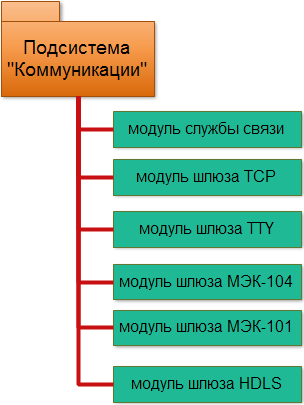 Подсистема
"Коммуникации"
модуль службы связи
модуль шлюза TCP
модуль шлюза TTY
модуль шлюза МЭК-104
модуль шлюза МЭК-101
модуль шлюза HDLS